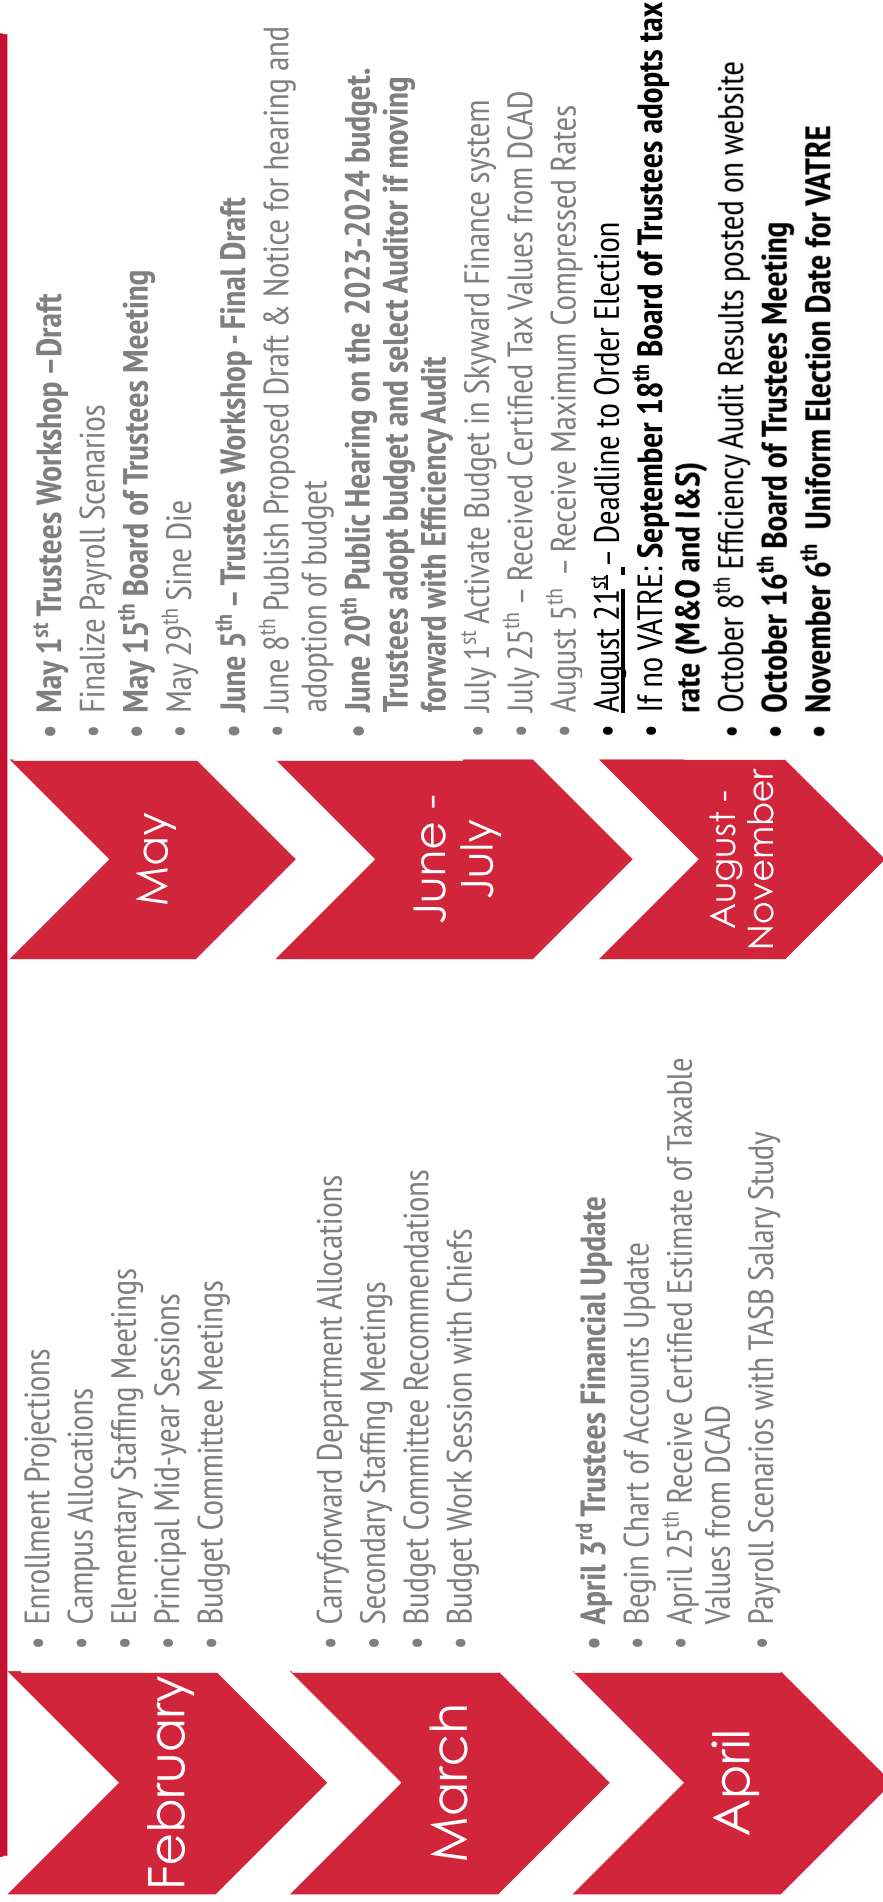 February
• Enrollment Projections
• Campus Allocations
• Elementary Staffing Meetings
• Principal Mid-year Sessions
• Budget Committee Meetings
March
• Carryforward Department Allocations
• Secondary Staffing Meetings
• Budget Committee Recommendations
• Budget Work Session with Chiefs
April
• April 3rd Trustees Financial Update
• Begin Chart of Accounts Update
• April 25th Receive Certified Estimate of Taxable
Values from DCAD
• Payroll Scenarios with TASB Salary Study
May
• May 1st Trustees Workshop –Draft
• Finalize Payroll Scenarios
• May 15th Board of Trustees Meeting
• May 29th Sine Die
June -
July
• June 5th – Trustees Workshop - Final Draft
• June 8th Publish Proposed Draft & Notice for hearing and
adoption of budget
• June 20th Public Hearing on the 2023-2024 budget.
Trustees adopt budget and select Auditor if moving
forward with Efficiency Audit
• July 1st Activate Budget in Skyward Finance system
• July 25th – Received Certified Tax Values from DCAD
• August 5th – Receive Maximum Compressed Rates
August -
November
• August 21st – Deadline to Order Election
• If no VATRE: September 18th Board of Trustees adopts tax
rate (M&O and I&S)
• October 8th Efficiency Audit Results posted on website
• October 16th Board of Trustees Meeting
• November 6th Uniform Election Date for VATRE